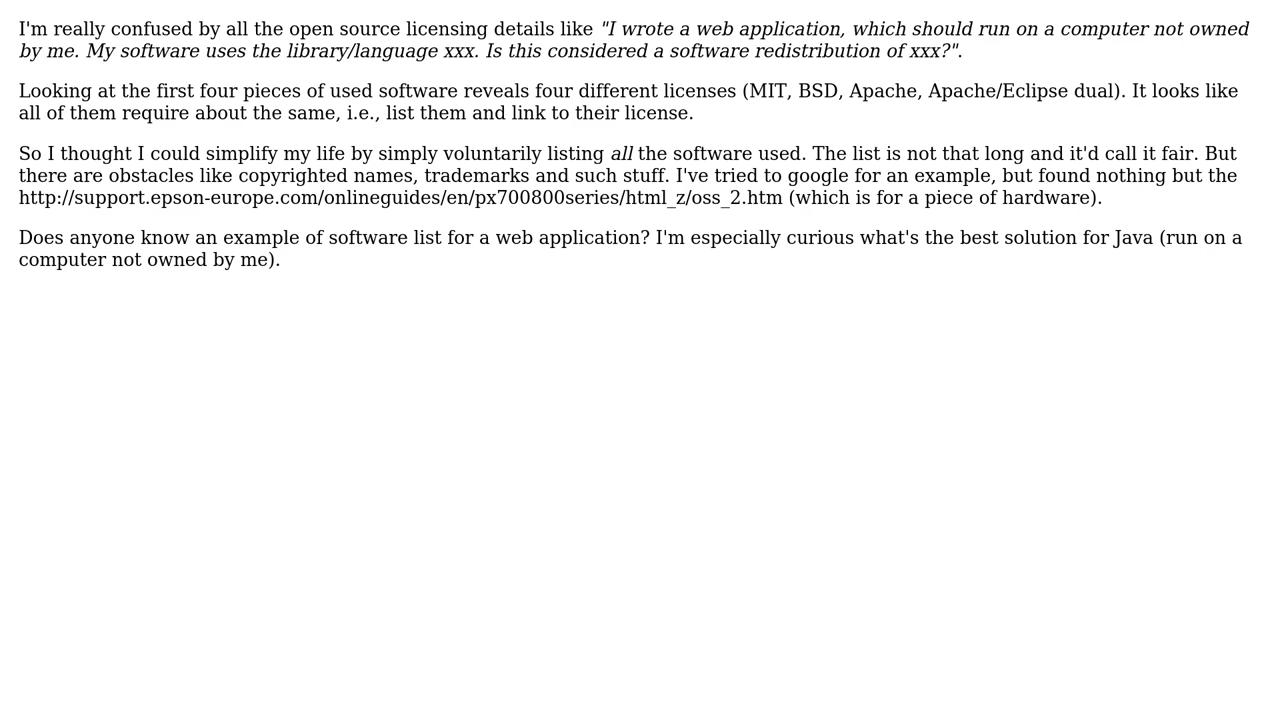 I'm really confused by all the open source licensing details like "I wrote a web application, which should run on a computer not owned
by me. My software uses the library/language xxx. Is this considered a software redistribution of xxx?".
Looking at the first four pieces of used software reveals four different licenses (MIT, BSD, Apache, Apache/Eclipse dual). It looks like
all of them require about the same, i.e., list them and link to their license.
So I thought I could simplify my life by simply voluntarily listing all the software used. The list is not that long and it'd call it fair. But
there are obstacles like copyrighted names, trademarks and such stuff. I've tried to google for an example, but found nothing but the
http://support.epson-europe.com/onlineguides/en/px700800series/html_z/oss_2.htm (which is for a piece of hardware).
Does anyone know an example of software list for a web application? I'm especially curious what's the best solution for Java (run on a
computer not owned by me).